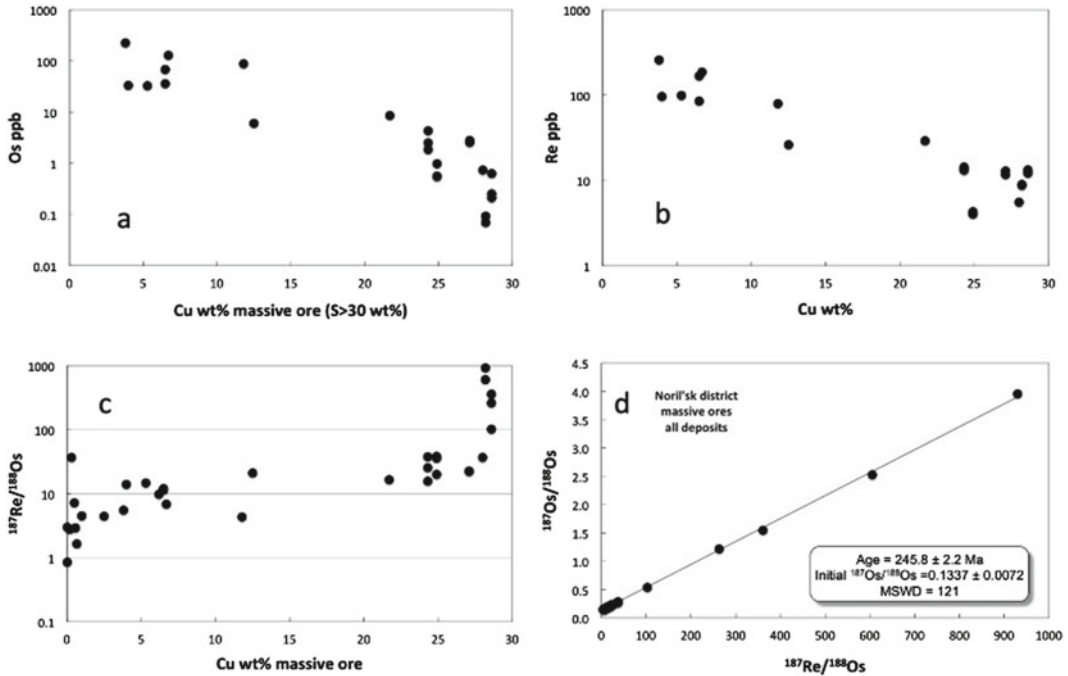 1000
100
10
1
0.1
0.01
Os ppb
a
0 5 10 15 20 25 30
Cu wt% massive ore (S>30 wt%)
1000
100
10
1
Re ppb
b
0 5 10 15 20 25 30
Cu wt%
1000
100
10
1
0.1
¹⁸⁷Re/¹⁸⁸Os
c
0 5 10 15 20 25 30
Cu wt% massive ore
4.5
4.0
3.5
3.0
2.5
2.0
1.5
1.0
0.5
0.0
¹⁸⁷Os/¹⁸⁸Os
d
Noril'sk district
massive ores
all deposits
Age = 245.8 ± 2.2 Ma
Initial ¹⁸⁷Os/¹⁸⁸Os =0.1337 ± 0.0072
MSWD = 121
0 100 200 300 400 500 600 700 800 900 1000
¹⁸⁷Re/¹⁸⁸Os